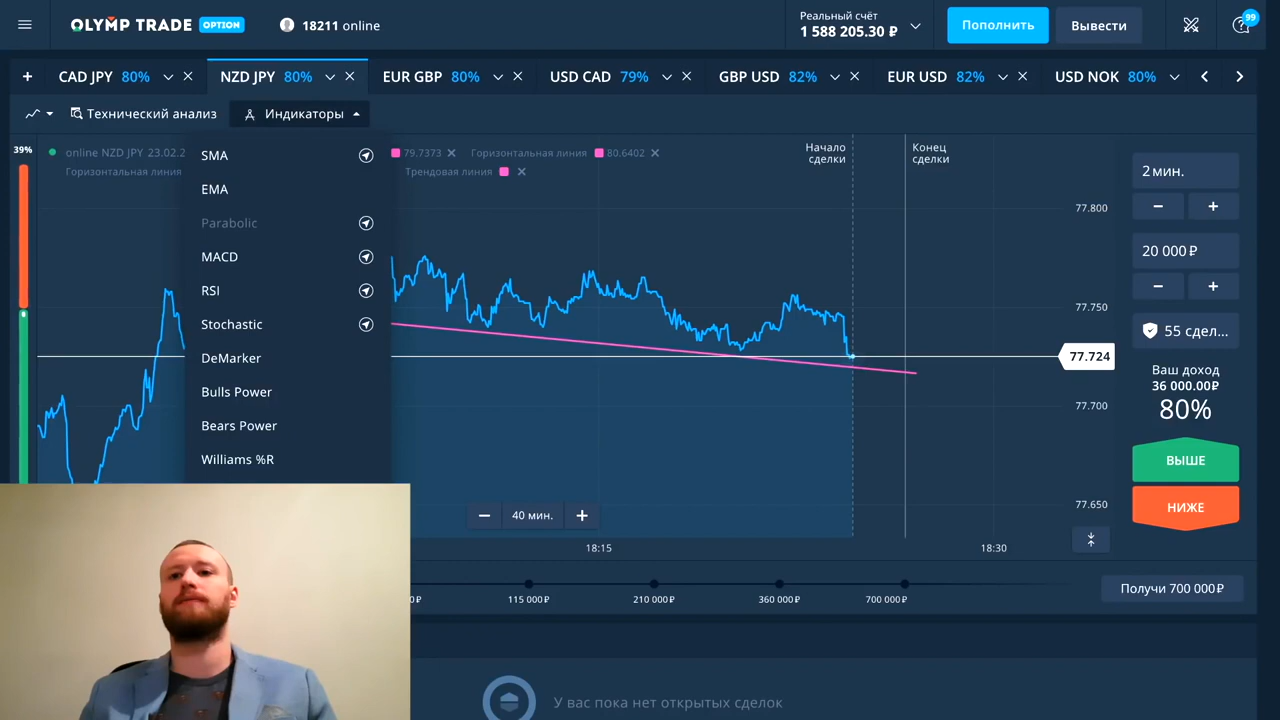 OLYMP TRADE OPTION
18211 online
Реальный счёт
1 588 205.30 ₽
Пополнить
Вывести
99
+ CAD JPY 80%
NZD JPY 80%
EUR GBP 80%
USD CAD 79%
GBP USD 82%
EUR USD 82%
USD NOK 80%
Технический анализ
Индикаторы
39%
online NZD JPY 23.02.2
79.7373
Горизонтальная линия
80.6402
Горизонтальная линия
Трендовая линия
SMA
EMA
Parabolic
MACD
RSI
Stochastic
DeMarker
Bulls Power
Bears Power
Williams %R
Начало
сделки
Конец
сделки
77.800
77.750
77.724
77.700
77.650
− 40 мин. +
18:15
18:30
2 мин.
− +
20 000 ₽
− +
55 сдел...
Ваш доход
36 000.00₽
80%
ВЫШЕ
НИЖЕ
115 000 ₽
210 000 ₽
360 000 ₽
700 000 ₽
Получи 700 000 ₽
У вас пока нет открытых сделок